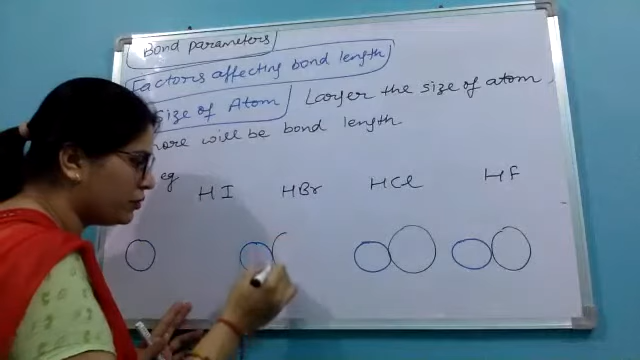 Bond parameters
Factors affecting bond length
Size of Atom Larger the size of atom,
more will be bond length
eg
HI HBr HCl HF